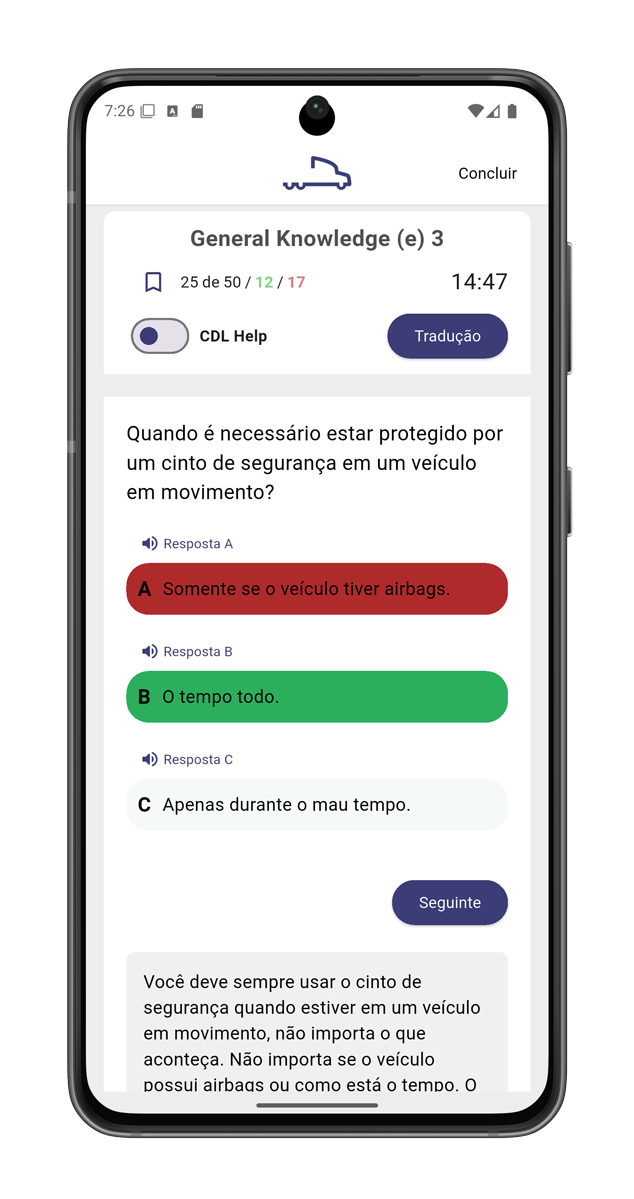 7:26
Concluir
General Knowledge (e) 3
25 de 50 / 12 / 17
14:47
CDL Help
Tradução
Quando é necessário estar protegido por
um cinto de segurança em um veículo
em movimento?
Resposta A
A Somente se o veículo tiver airbags.
Resposta B
B O tempo todo.
Resposta C
C Apenas durante o mau tempo.
Seguinte
Você deve sempre usar o cinto de
segurança quando estiver em um veículo
em movimento, não importa o que
aconteça. Não importa se o veículo
possui airbags ou como está o tempo. O